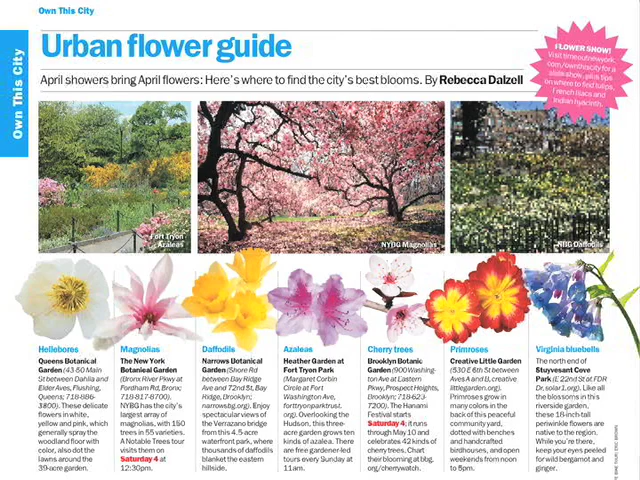 Own This City
Own This City
Urban flower guide
April showers bring April flowers: Here's where to find the city's best blooms. By Rebecca Dalzell
FLOWER SHOW!
Visit timeoutnewyork.
com/ownthiscity for a
slide show, plus tips
on where to find tulips,
French lilacs and
Indian hyacinth.
Fort Tryon
Azaleas
NYBG Magnolias
NBG Daffodils
Hellebores
Queens Botanical
Garden (43-50 Main
St between Dahlia and
Elder Aves, Flushing,
Queens; 718-886-
3800). These delicate
flowers in white,
yellow and pink, which
generally spray the
woodland floor with
color, also dot the
lawns around the
39-acre garden.
Magnolias
The New York
Botanical Garden
(Bronx River Pkwy at
Fordham Rd, Bronx;
718-817-8700).
NYBG has the city's
largest array of
magnolias, with 150
trees in 55 varieties.
A Notable Trees tour
visits them on
Saturday 4 at
12:30pm.
Daffodils
Narrows Botanical
Garden (Shore Rd
between Bay Ridge
Ave and 72nd St, Bay
Ridge, Brooklyn;
narrowsbg.org). Enjoy
spectacular views of
the Verrazano bridge
from this 4.5-acre
waterfront park, where
thousands of daffodils
blanket the eastern
hillside.
Azaleas
Heather Garden at
Fort Tryon Park
(Margaret Corbin
Circle at Fort
Washington Ave,
forttryonparktrust.
org). Overlooking the
Hudson, this three-
acre garden grows ten
kinds of azalea. There
are free gardener-led
tours every Sunday at
11am.
Cherry trees
Brooklyn Botanic
Garden (900 Washing-
ton Ave at Eastern
Pkwy, Prospect Heights,
Brooklyn; 718-623-
7200). The Hanami
Festival starts
Saturday 4; it runs
through May 10 and
celebrates 42 kinds of
cherry trees. Chart
their blooming at bbg.
org/cherrywatch.
Primroses
Creative Little Garden
(530 E 6th St between
Aves A and B, creative
littlegarden.org).
Primroses grow in
many colors in the
back of this peaceful
community yard,
dotted with benches
and handcrafted
birdhouses, and open
weekends from noon
to 6pm.
Virginia bluebells
The north end of
Stuyvesant Cove
Park (E 22nd St at FDR
Dr, solar1.org). Like all
the blossoms in this
riverside garden,
these 18-inch-tall
periwinkle flowers are
native to the region.
While you're there,
keep your eyes peeled
for wild bergamot and
ginger.